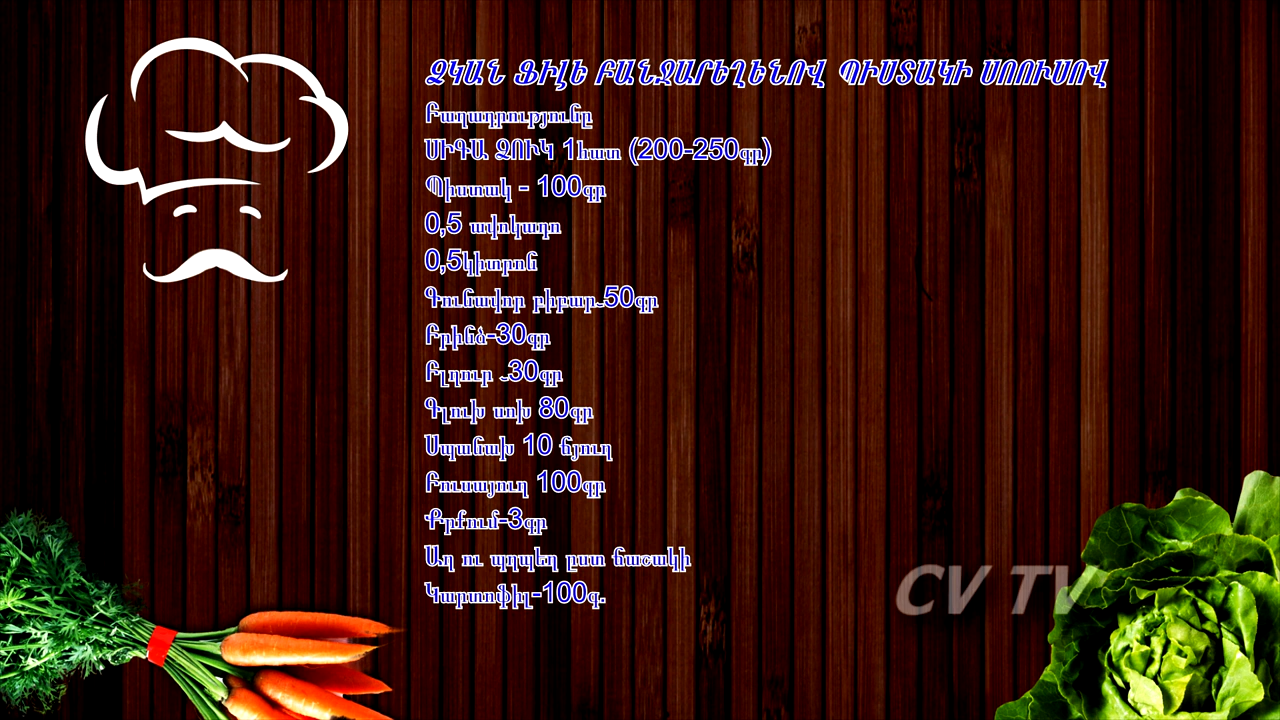 ՁԿԱՆ ՖԻԼԵ ԲԱՆՋԱՐԵՂԵՆՈՎ ՊԻՍՏԱԿԻ ՍՈՈՒՍՈՎ
Բաղադրությունը
ՍԻԳԱ ՁՈՒԿ 1հատ (200-250գր)
Պիստակ - 100գր
0,5 ավոկադո
0,5կիտրոն
Գունավոր բիբար-50գր
Բրինձ-30գր
Բլղուր -30գր
Գլուխ սոխ 80գր
Սպանախ 10 ճյուղ
Բուսայուղ 100գր
Քրքում-3գր
Աղ ու պղպեղ ըստ ճաշակի
Կարտոֆիլ-100գ.
CV TV